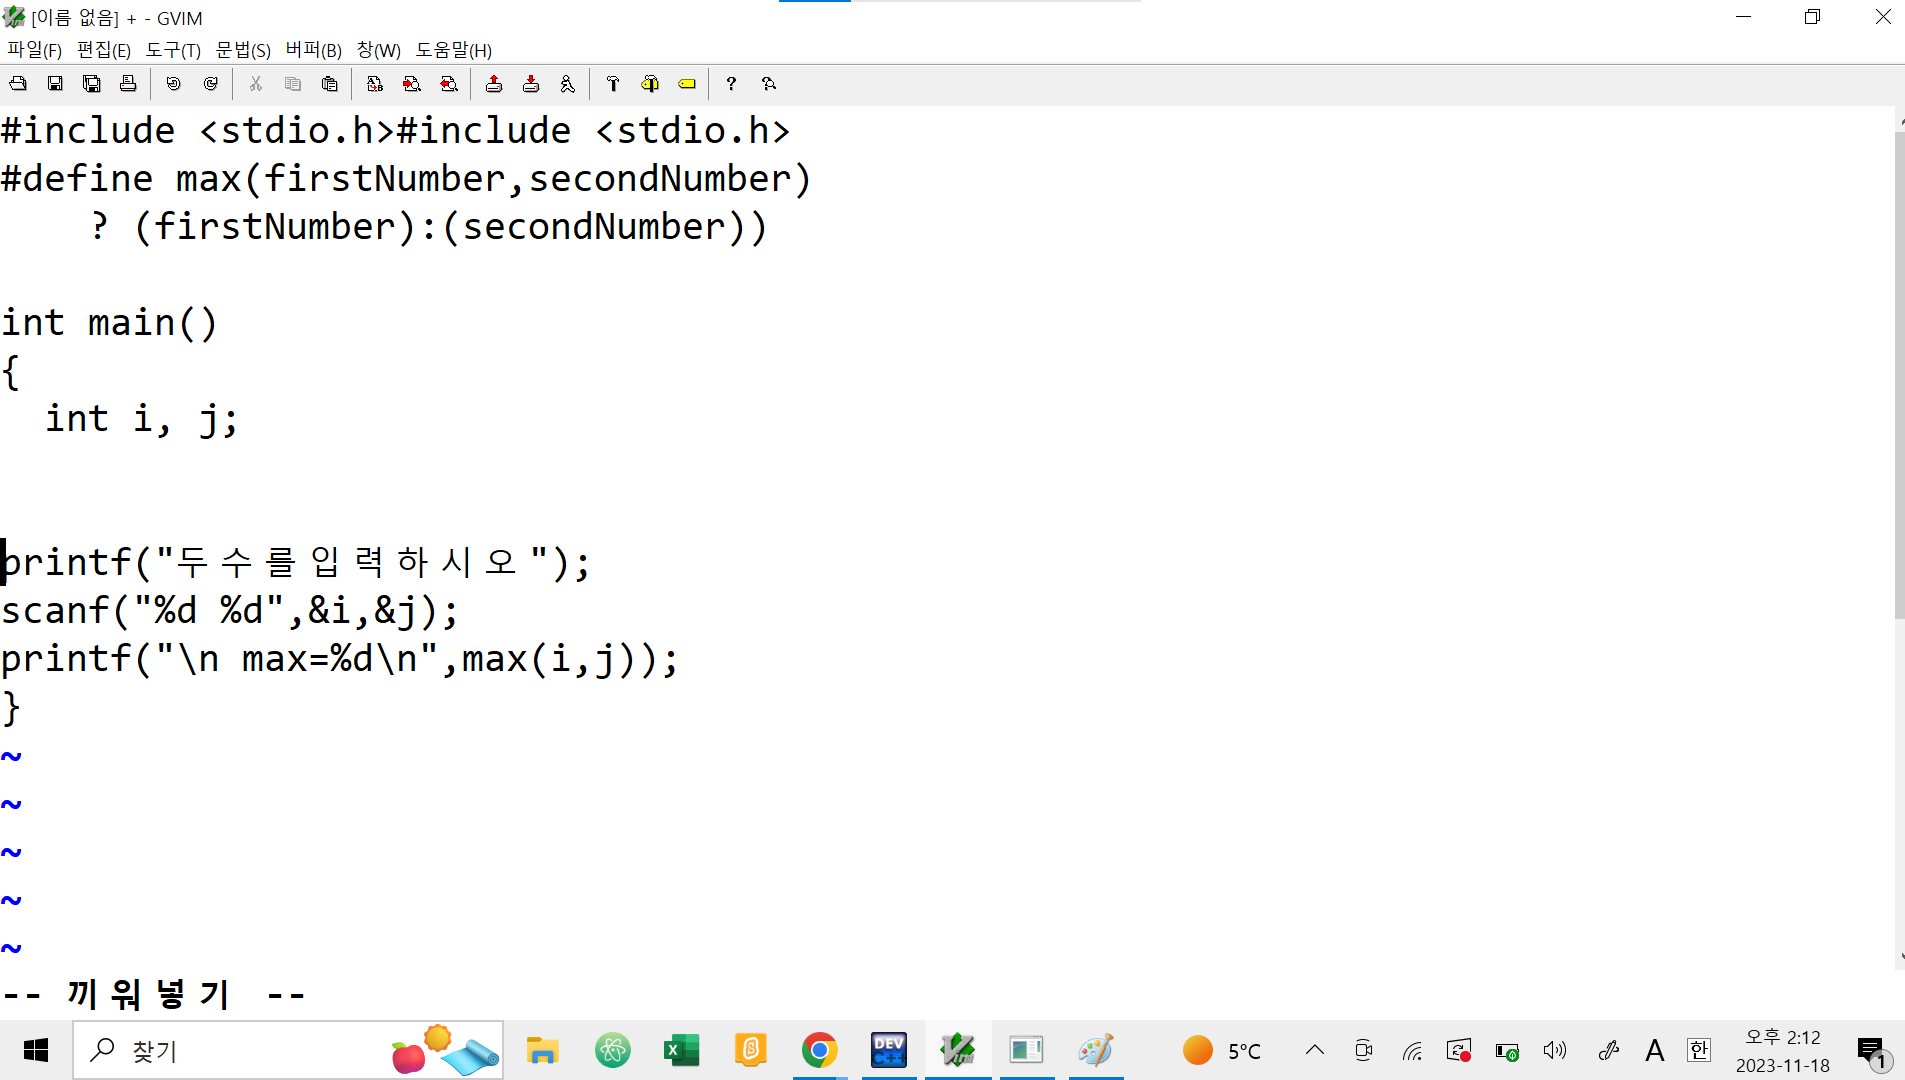 [이름 없음] + - GVIM
파일(F) 편집(E) 도구(T) 문법(S) 버퍼(B) 창(W) 도움말(H)
#include <stdio.h>#include <stdio.h>
#define max(firstNumber,secondNumber)
    ? (firstNumber):(secondNumber))
int main()
{
  int i, j;
printf("두수를입력하시오");
scanf("%d %d",&i,&j);
printf("\n max=%d\n",max(i,j));
}
~
~
~
~
~
-- 끼워넣기 --
찾기
DEV C++
5°C
A
한
오후 2:12
2023-11-18
1